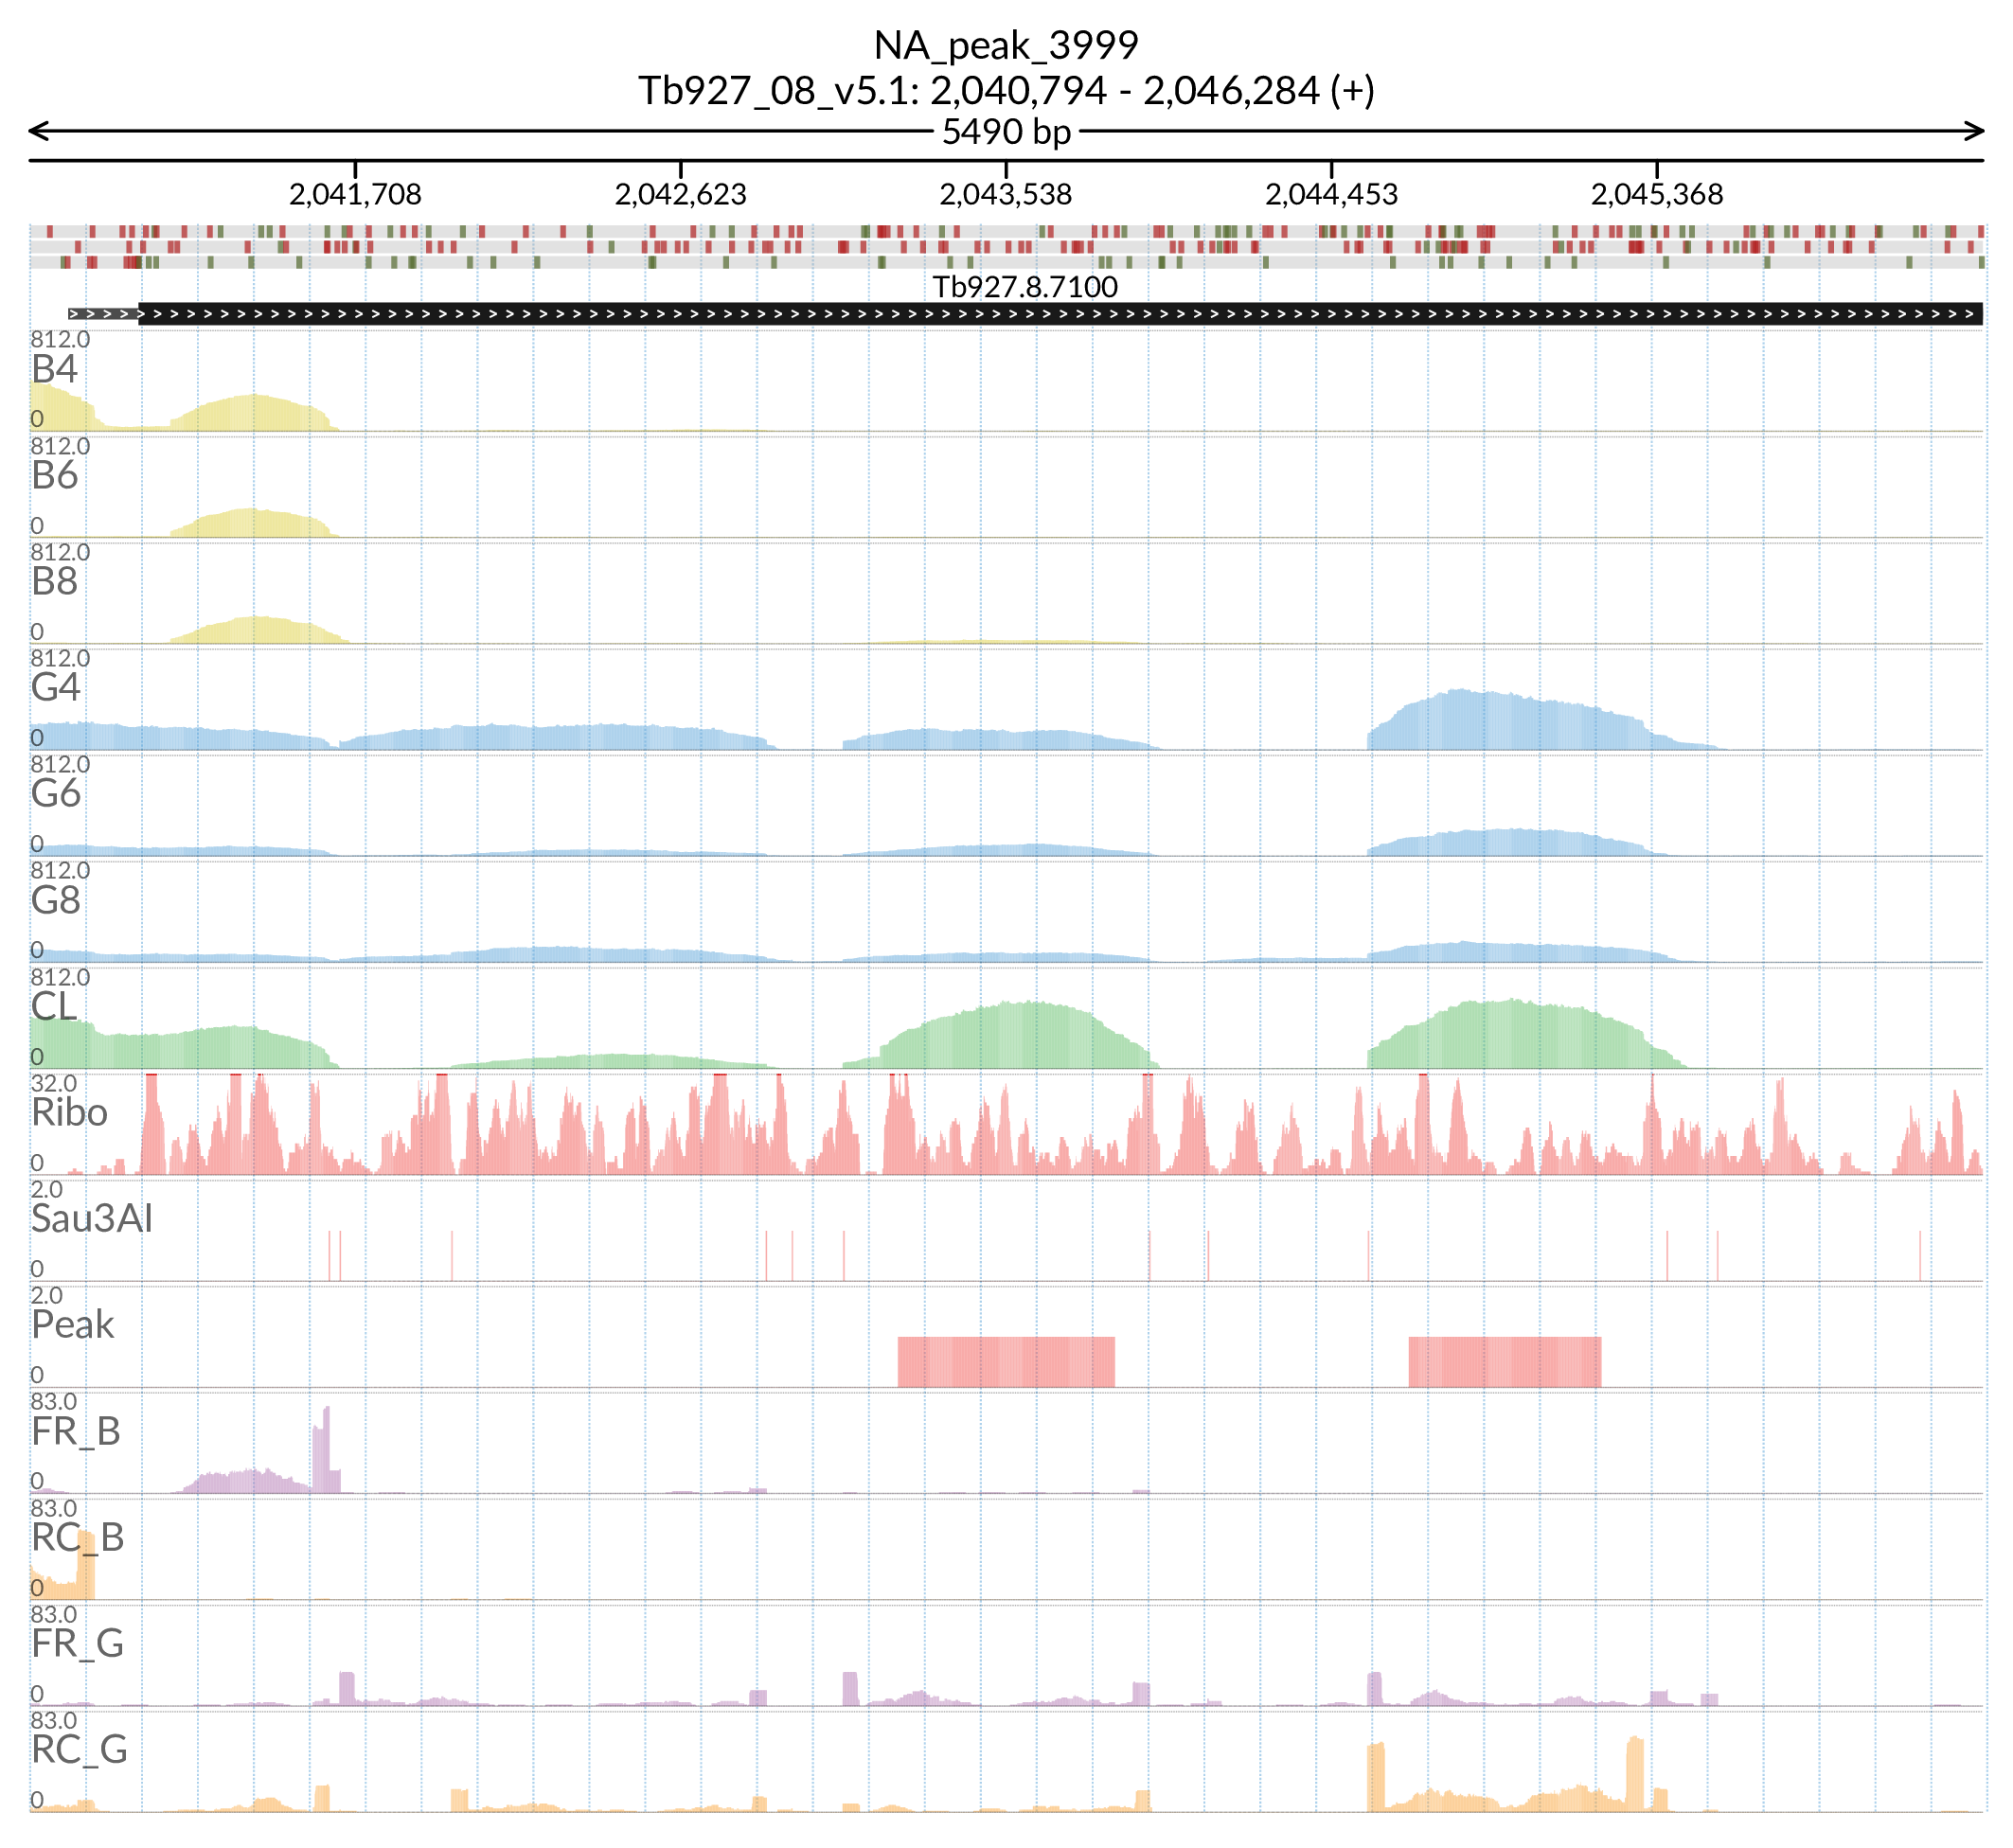 NA_peak_3999
Tb927_08_v5.1: 2,040,794 - 2,046,284 (+)
5490 bp
2,041,708 2,042,623 2,043,538 2,044,453 2,045,368
Tb927.8.7100
812.0
B4
0
812.0
B6
0
812.0
B8
0
812.0
G4
0
812.0
G6
0
812.0
G8
0
812.0
CL
0
32.0
Ribo
0
2.0
Sau3AI
0
2.0
Peak
0
83.0
FR_B
0
83.0
RC_B
0
83.0
FR_G
0
83.0
RC_G
0